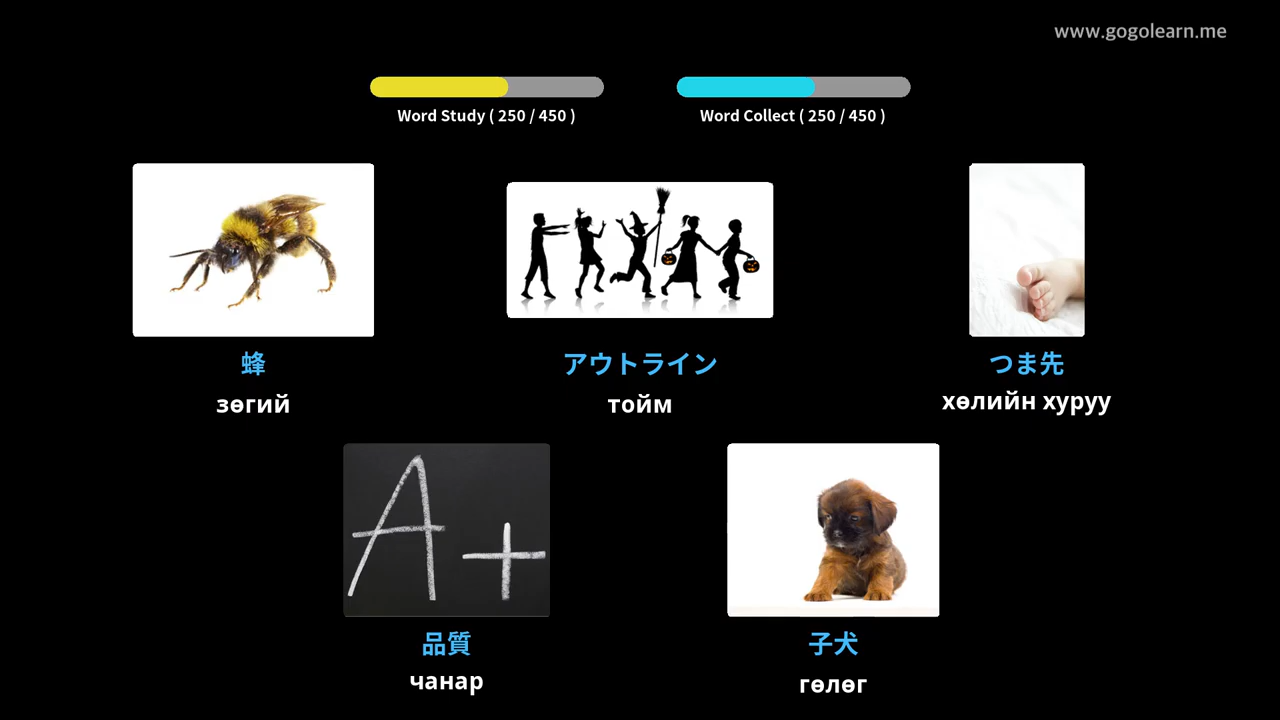 www.gogolearn.me
Word Study ( 250 / 450 )
Word Collect ( 250 / 450 )
蜂
зөгий
アウトライン
тойм
つま先
хөлийн хуруу
A+
品質
чанар
子犬
гөлөг